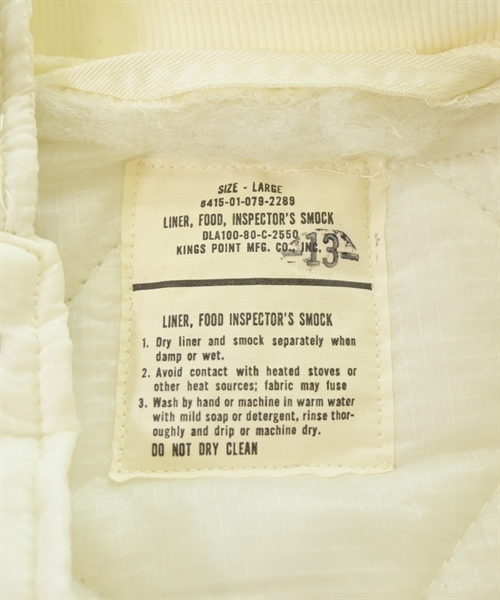 SIZE - LARGE
8415-01-079-2289
LINER, FOOD, INSPECTOR'S SMOCK
DLA100-80-C-2550
KINGS POINT MFG. CO., INC.
-13-
LINER, FOOD INSPECTOR'S SMOCK
1. Dry liner and smock separately when
damp or wet.
2. Avoid contact with heated stoves or
other heat sources; fabric may fuse
3. Wash by hand or machine in warm water
with mild soap or detergent, rinse thor-
oughly and drip or machine dry.
DO NOT DRY CLEAN